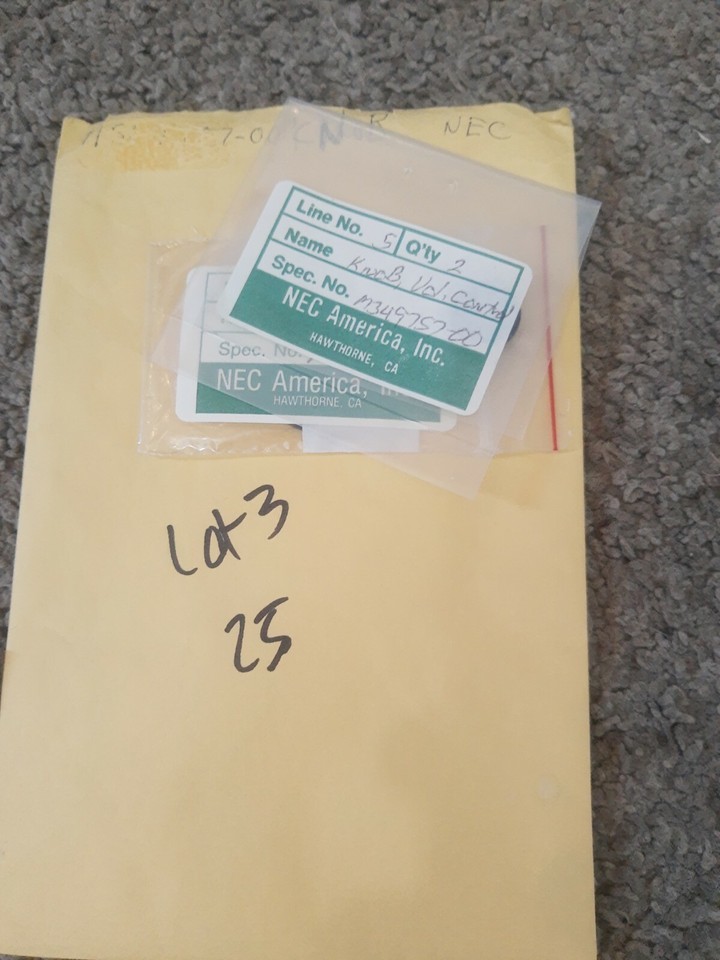 NEC
Line No. 5 Q'ty 2
Name Knob, Vol. Control
Spec. No. M349757-00
NEC America, Inc.
HAWTHORNE, CA
Spec. No.
NEC America, In
HAWTHORNE, CA
Lot 3
25